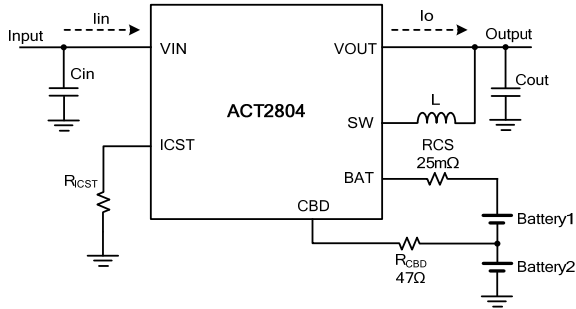 Iin
Io
Input
Output
VIN
VOUT
Cin
Cout
ACT2804
L
SW
ICST
RCS
25mΩ
RICST
BAT
CBD
Battery1
RCBD
47Ω
Battery2